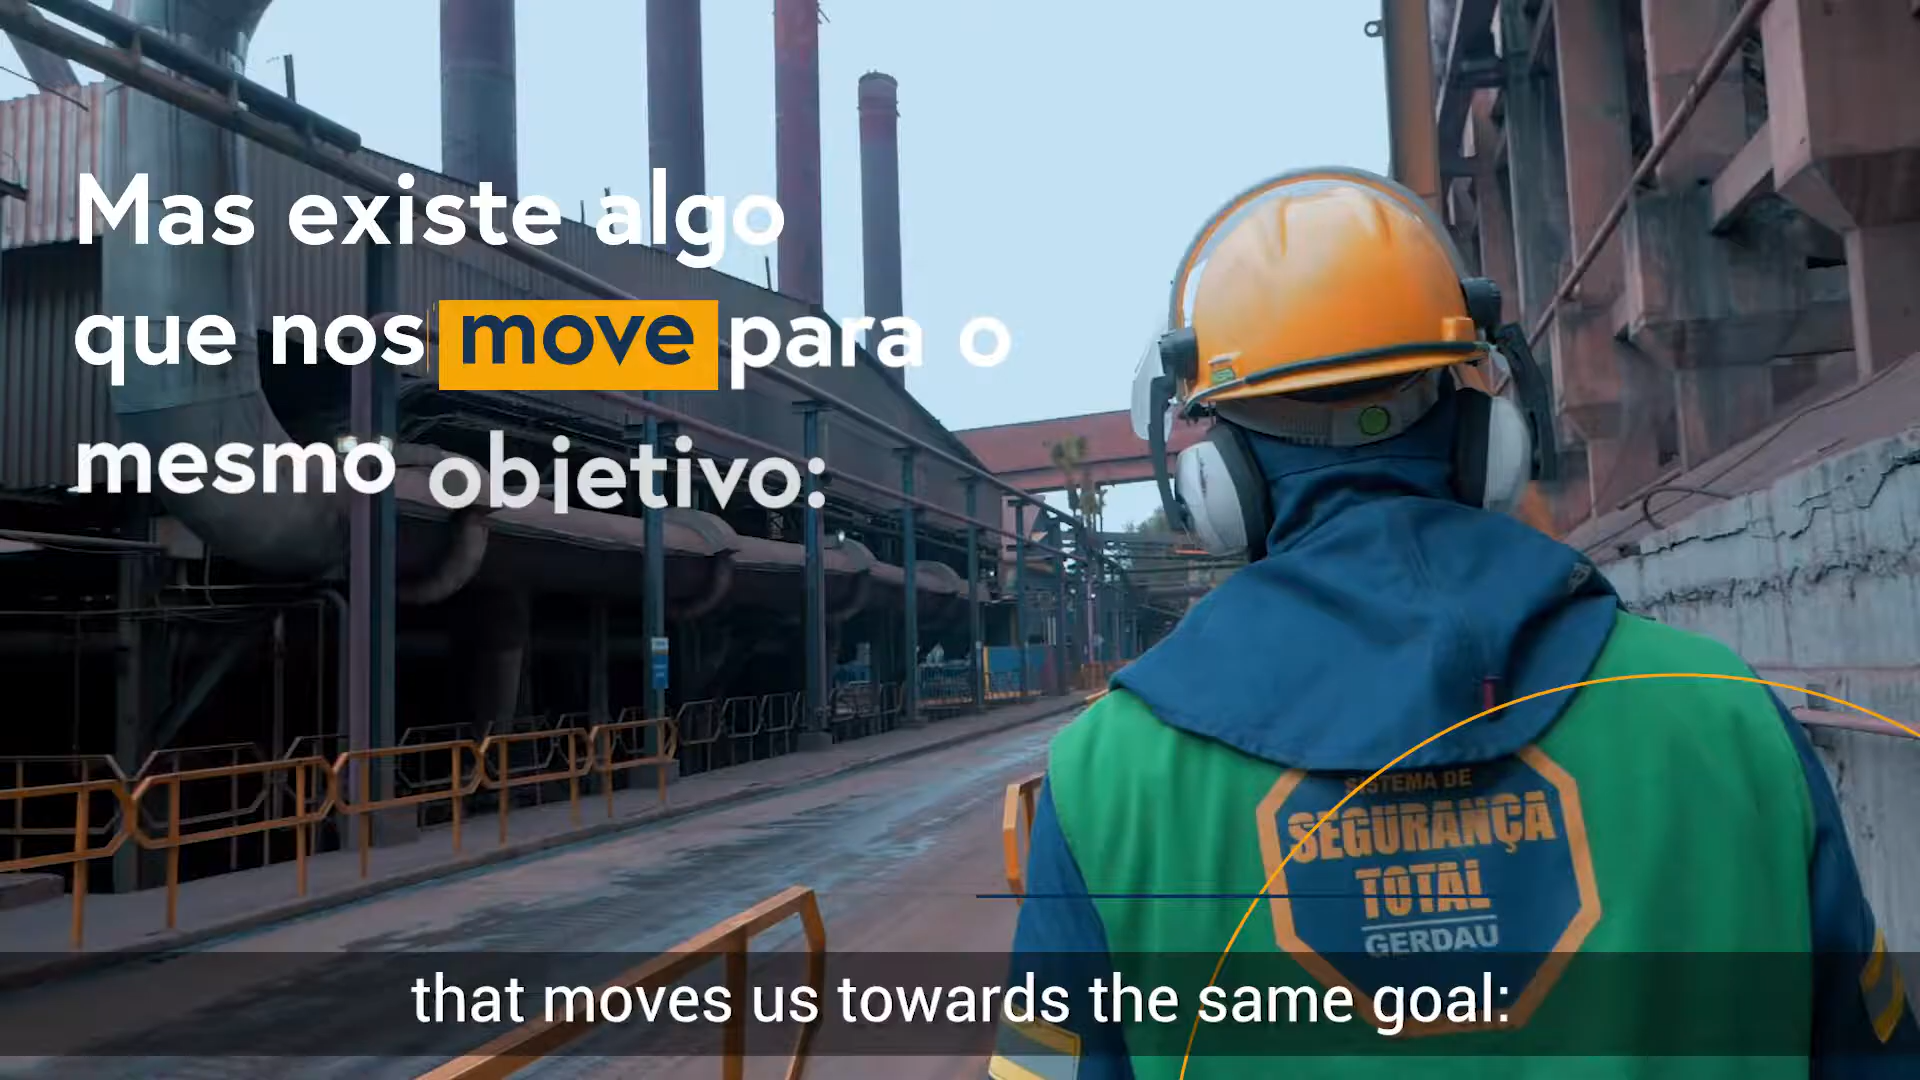 Mas existe algo
que nos move para o
mesmo objetivo:
SISTEMA DE
SEGURANÇA
TOTAL
GERDAU
that moves us towards the same goal: